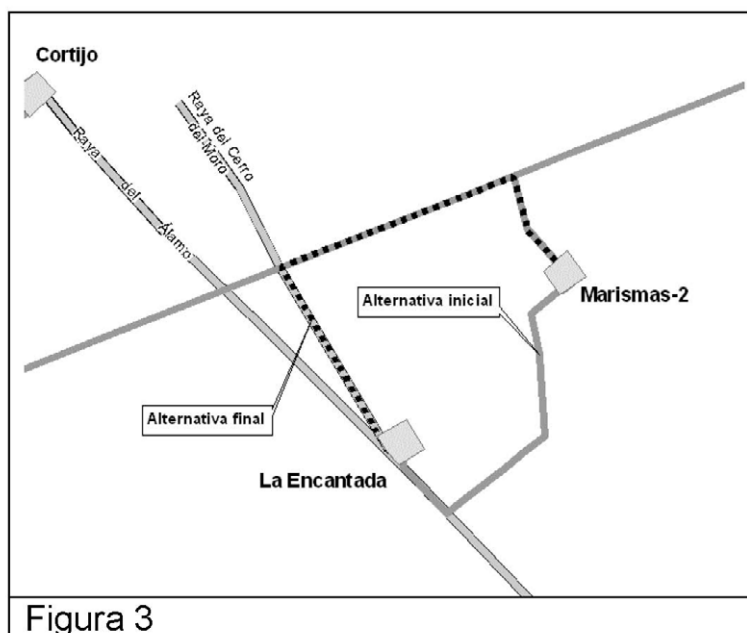 Cortijo
Raya del Cerro
del Moro
Raya del Álamo
Alternativa inicial
Marismas-2
Alternativa final
La Encantada
Figura 3